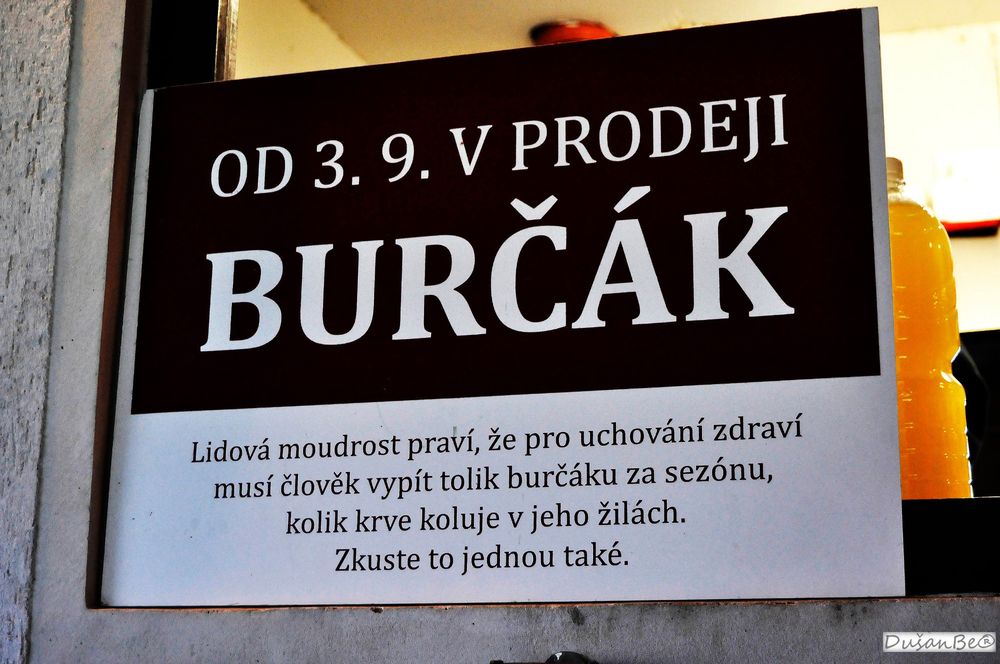 OD 3. 9. V PRODEJI
BURČÁK
Lidová moudrost praví, že pro uchování zdraví
musí člověk vypít tolik burčáku za sezónu,
kolik krve koluje v jeho žilách.
Zkuste to jednou také.
DušanBe®